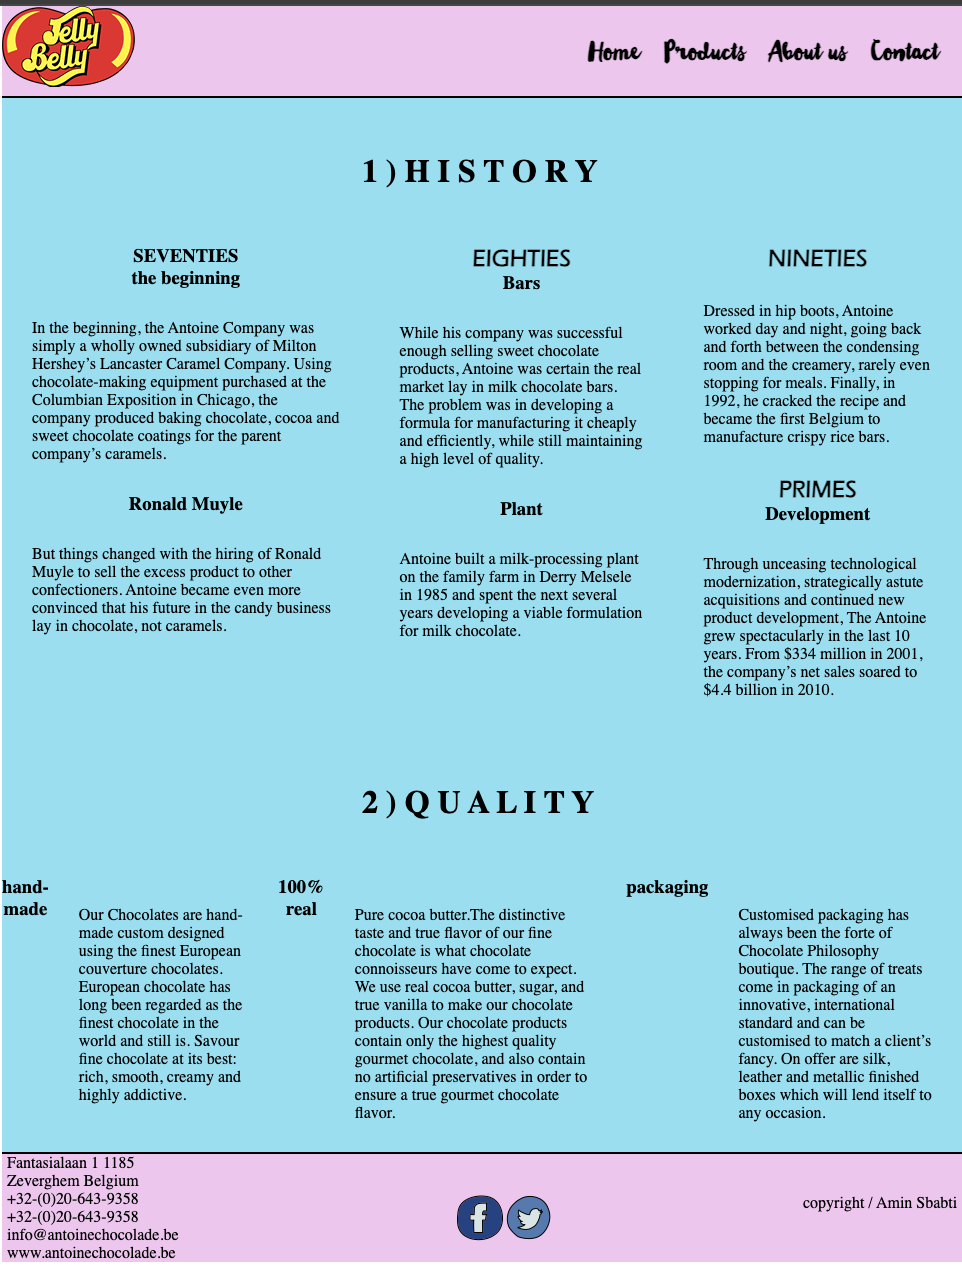 Jelly
Belly
Home Products About us Contact
1)HISTORY
SEVENTIES
the beginning
In the beginning, the Antoine Company was
simply a wholly owned subsidiary of Milton
Hershey’s Lancaster Caramel Company. Using
chocolate-making equipment purchased at the
Columbian Exposition in Chicago, the
company produced baking chocolate, cocoa and
sweet chocolate coatings for the parent
company’s caramels.
Ronald Muyle
But things changed with the hiring of Ronald
Muyle to sell the excess product to other
confectioners. Antoine became even more
convinced that his future in the candy business
lay in chocolate, not caramels.
EIGHTIES
Bars
While his company was successful
enough selling sweet chocolate
products, Antoine was certain the real
market lay in milk chocolate bars.
The problem was in developing a
formula for manufacturing it cheaply
and efficiently, while still maintaining
a high level of quality.
Plant
Antoine built a milk-processing plant
on the family farm in Derry Melsele
in 1985 and spent the next several
years developing a viable formulation
for milk chocolate.
NINETIES
Dressed in hip boots, Antoine
worked day and night, going back
and forth between the condensing
room and the creamery, rarely even
stopping for meals. Finally, in
1992, he cracked the recipe and
became the first Belgium to
manufacture crispy rice bars.
PRIMES
Development
Through unceasing technological
modernization, strategically astute
acquisitions and continued new
product development, The Antoine
grew spectacularly in the last 10
years. From $334 million in 2001,
the company’s net sales soared to
$4.4 billion in 2010.
2)QUALITY
hand-
made
Our Chocolates are hand-
made custom designed
using the finest European
couverture chocolates.
European chocolate has
long been regarded as the
finest chocolate in the
world and still is. Savour
fine chocolate at its best:
rich, smooth, creamy and
highly addictive.
100%
real
Pure cocoa butter.The distinctive
taste and true flavor of our fine
chocolate is what chocolate
connoisseurs have come to expect.
We use real cocoa butter, sugar, and
true vanilla to make our chocolate
products. Our chocolate products
contain only the highest quality
gourmet chocolate, and also contain
no artificial preservatives in order to
ensure a true gourmet chocolate
flavor.
packaging
Customised packaging has
always been the forte of
Chocolate Philosophy
boutique. The range of treats
come in packaging of an
innovative, international
standard and can be
customised to match a client’s
fancy. On offer are silk,
leather and metallic finished
boxes which will lend itself to
any occasion.
Fantasialaan 1 1185
Zeverghem Belgium
+32-(0)20-643-9358
+32-(0)20-643-9358
info@antoinechocolade.be
www.antoinechocolade.be
f
copyright / Amin Sbabti